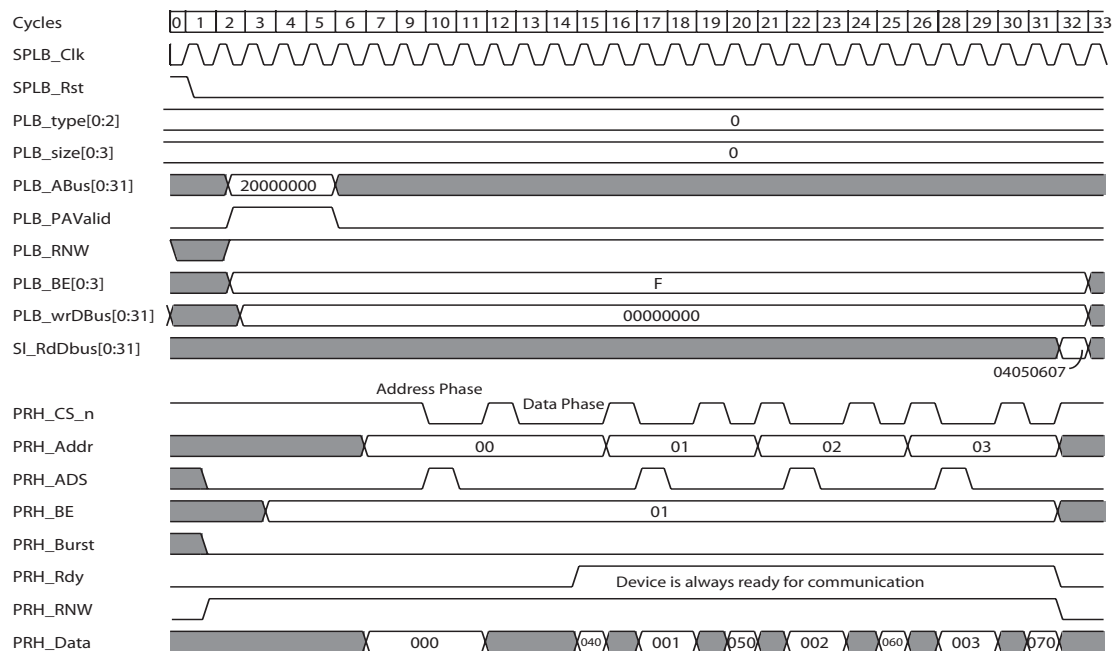 Cycles 0 1 2 3 4 5 6 7 9 10 11 12 13 14 15 16 17 18 19 20 21 22 23 24 25 26 28 29 30 31 32 33
SPLB_Clk
SPLB_Rst
PLB_type[0:2] 0
PLB_size[0:3] 0
PLB_ABus[0:31] 20000000
PLB_PAValid
PLB_RNW
PLB_BE[0:3] F
PLB_wrDBus[0:31] 00000000
Sl_RdDbus[0:31]
04050607
Address Phase
PRH_CS_n Data Phase
PRH_Addr 00 01 02 03
PRH_ADS
PRH_BE 01
PRH_Burst
PRH_Rdy Device is always ready for communication
PRH_RNW
PRH_Data 000 040 001 050 002 060 003 070